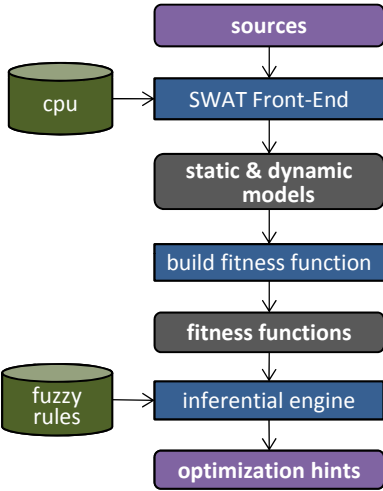 sources
cpu
SWAT Front-End
static & dynamic
models
build fitness function
fitness functions
fuzzy
rules
inferential engine
optimization hints